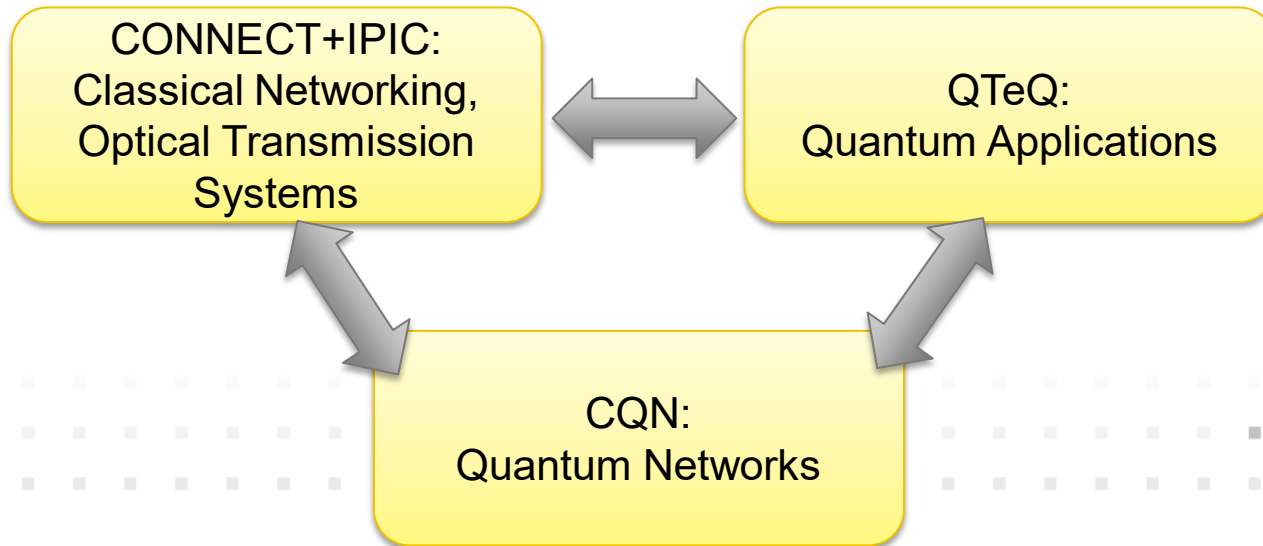 CONNECT+IPIC:
Classical Networking,
Optical Transmission
Systems
QTeQ:
Quantum Applications
CQN:
Quantum Networks